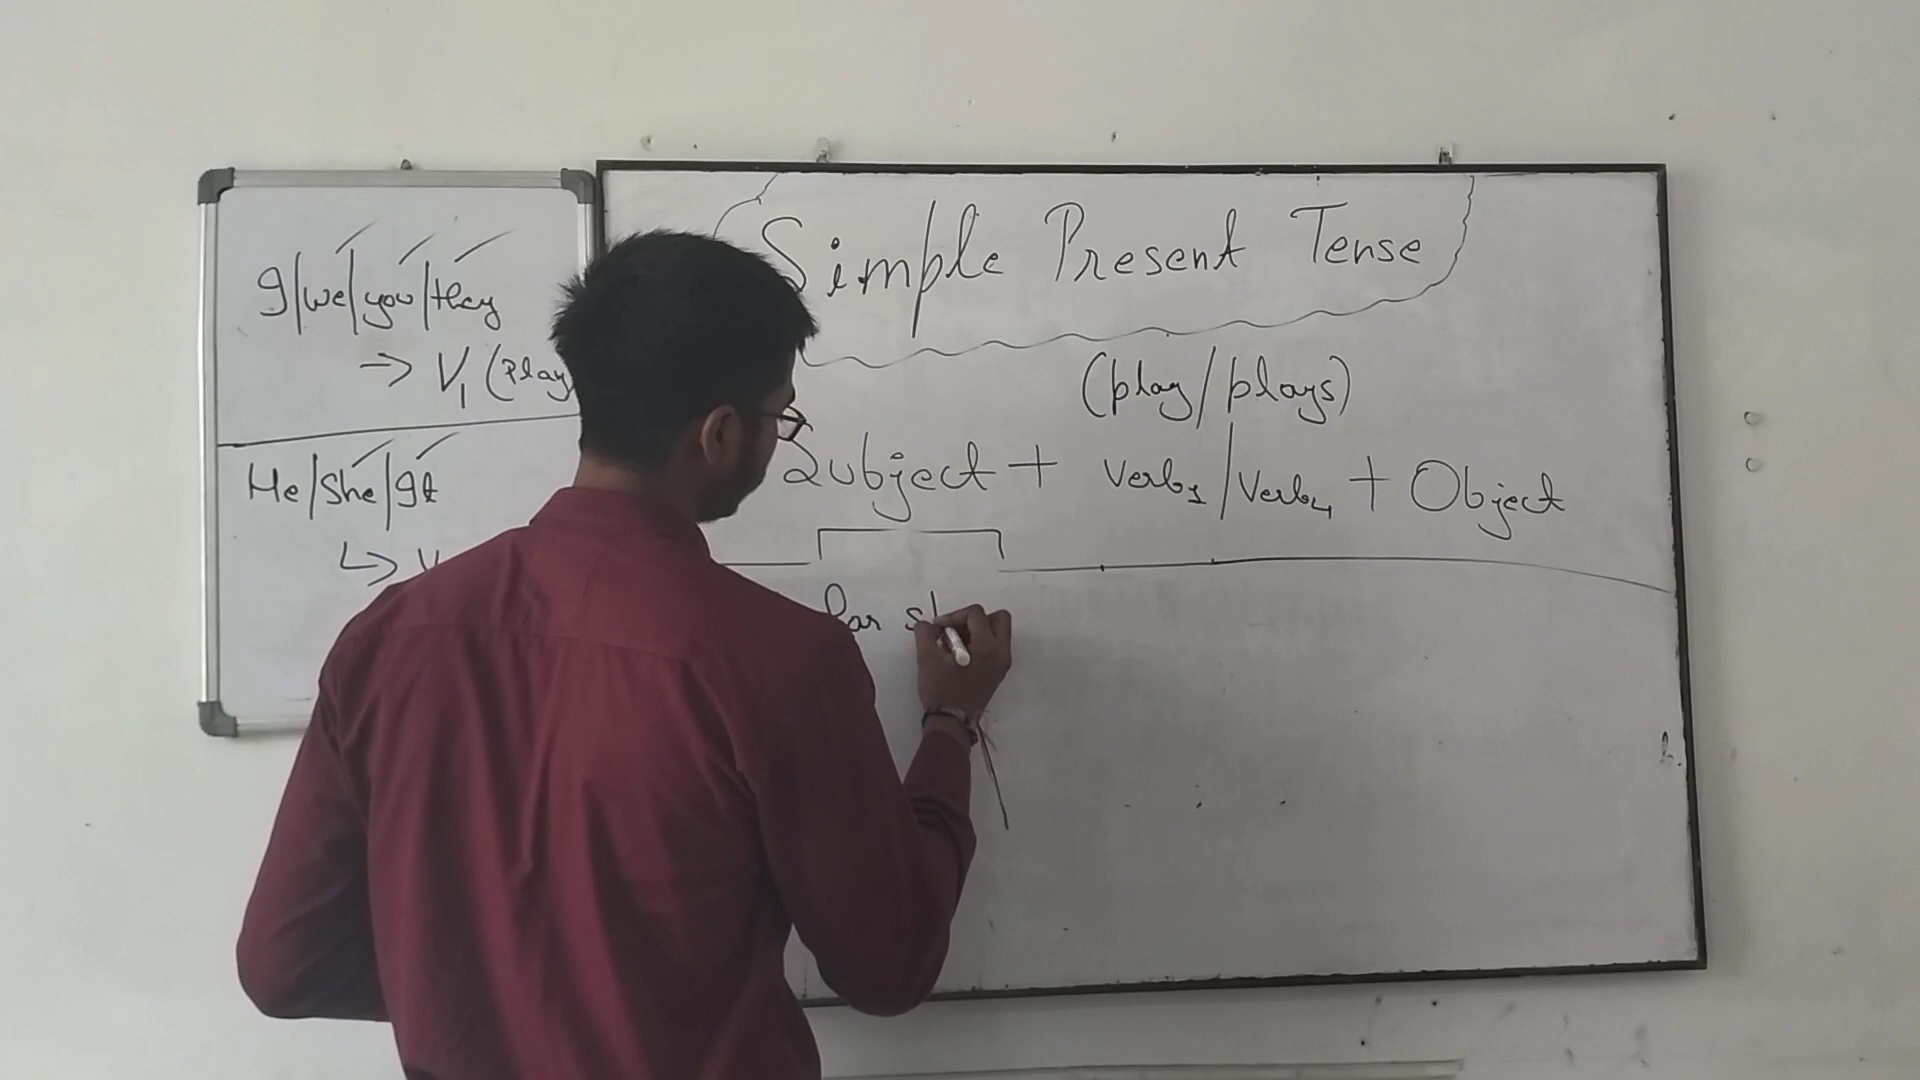 I/we/you/they
→ V1 (Play
He/She/It
↳ V
Simple Present Tense
(play/plays)
Subject + Verb1/Verb4 + Object